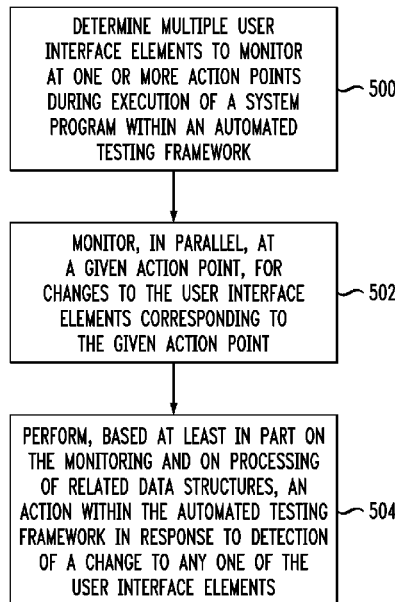 DETERMINE MULTIPLE USER
INTERFACE ELEMENTS TO MONITOR
AT ONE OR MORE ACTION POINTS
DURING EXECUTION OF A SYSTEM
PROGRAM WITHIN AN AUTOMATED
TESTING FRAMEWORK
500
MONITOR, IN PARALLEL, AT
A GIVEN ACTION POINT, FOR
CHANGES TO THE USER INTERFACE
ELEMENTS CORRESPONDING TO
THE GIVEN ACTION POINT
502
PERFORM, BASED AT LEAST IN PART ON
THE MONITORING AND ON PROCESSING
OF RELATED DATA STRUCTURES, AN
ACTION WITHIN THE AUTOMATED TESTING
FRAMEWORK IN RESPONSE TO DETECTION
OF A CHANGE TO ANY ONE OF THE
USER INTERFACE ELEMENTS
504